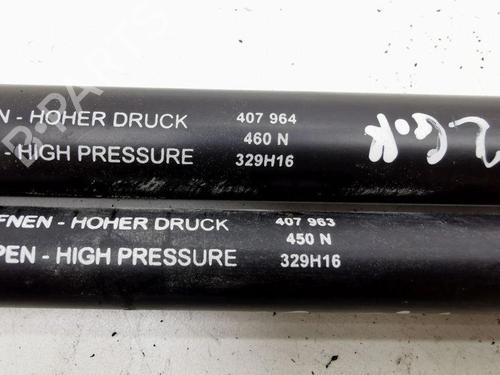 N - HOHER DRUCK 407 964
460 N
- HIGH PRESSURE 329H16
FNEN - HOHER DRUCK 407 963
450 N
PEN - HIGH PRESSURE 329H16